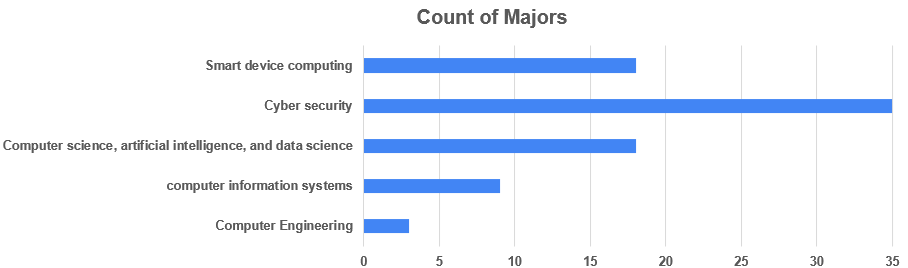 Count of Majors
Smart device computing
Cyber security
Computer science, artificial intelligence, and data science
computer information systems
Computer Engineering
0 5 10 15 20 25 30 35